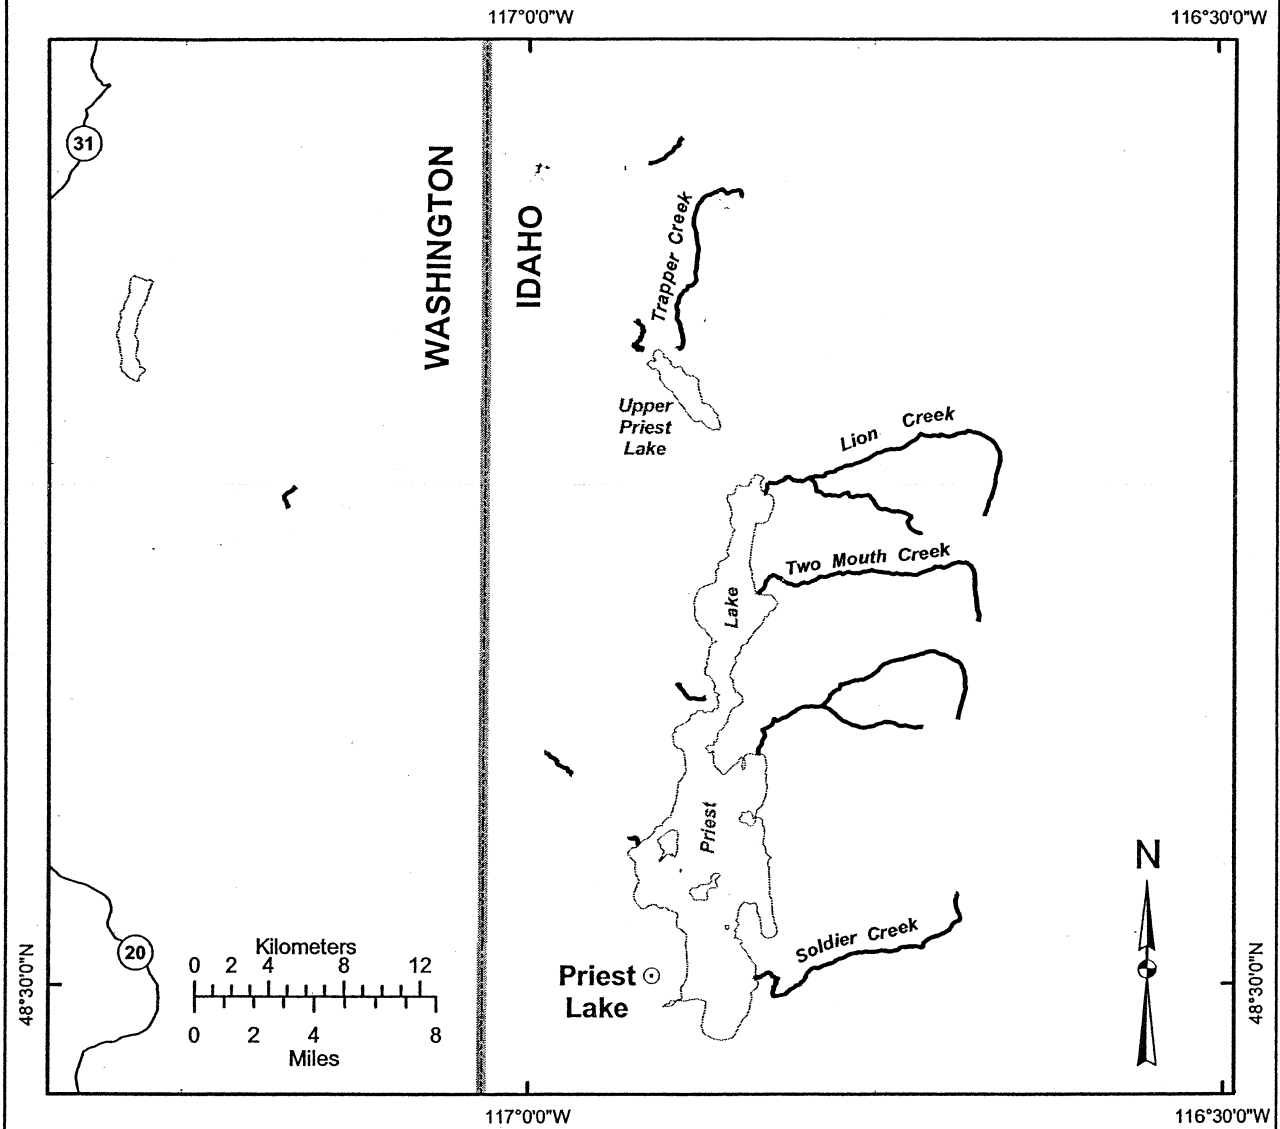 117°0'0"W
116°30'0"W
31
WASHINGTON
IDAHO
Trapper Creek
Upper
Priest
Lake
Lion Creek
Two Mouth Creek
Lake
Priest
N
Soldier Creek
20
Kilometers
0 2 4 8 12
0 2 4 8
Miles
Priest
Lake
48°30'0"N
48°30'0"N
117°0'0"W
116°30'0"W